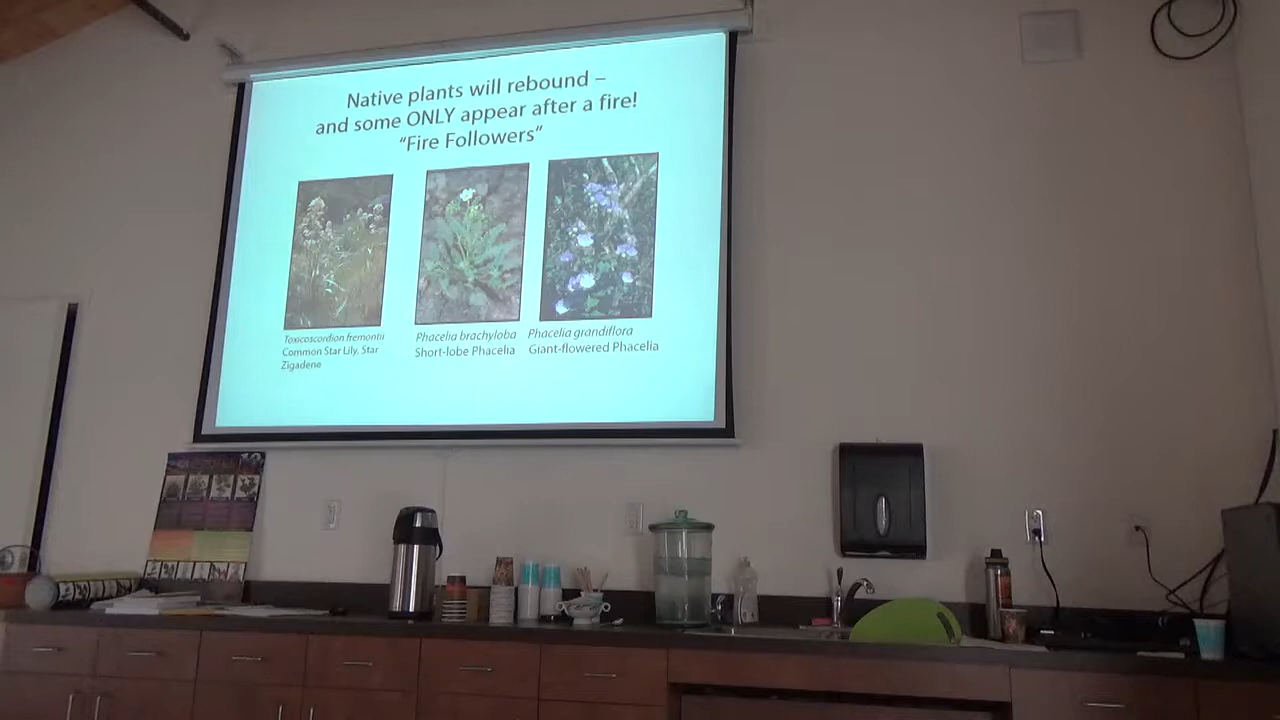 Native plants will rebound –
and some ONLY appear after a fire!
“Fire Followers”
Toxicoscordion fremontii
Common Star Lily, Star
Zigadene
Phacelia brachyloba
Short-lobe Phacelia
Phacelia grandiflora
Giant-flowered Phacelia